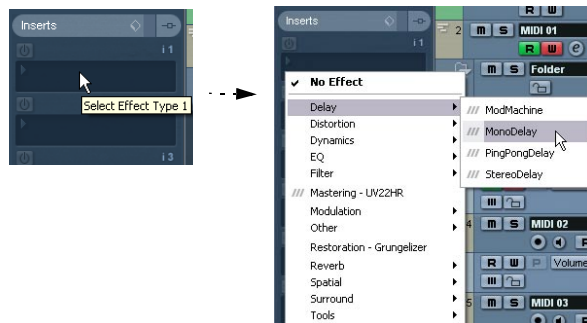 Inserts
i 1
Select Effect Type 1
i 3
Inserts
i 1
✓ No Effect
Delay
Distortion
Dynamics
EQ
Filter
Mastering - UV22HR
Modulation
Other
Restoration - Grungelizer
Reverb
Spatial
Surround
Tools
ModMachine
MonoDelay
PingPongDelay
StereoDelay
R W
2 m S MIDI 01
R W e
m S Folder
4 m S MIDI 02
R W P Volume
5 m S MIDI 03